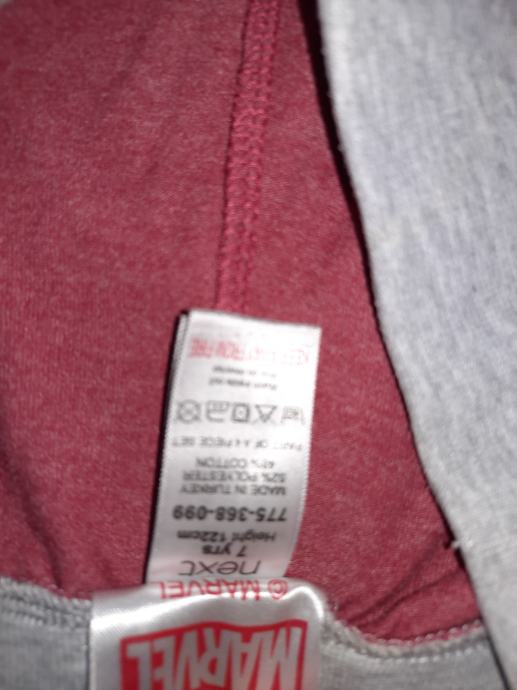 MARVEL
© MARVEL
next
7 yrs
Height 122cm
775-368-099
MADE IN TURKEY
52% POLYESTER
48% COTTON
PART OF A 4 PIECE SET
KEEP AWAY FROM FIRE